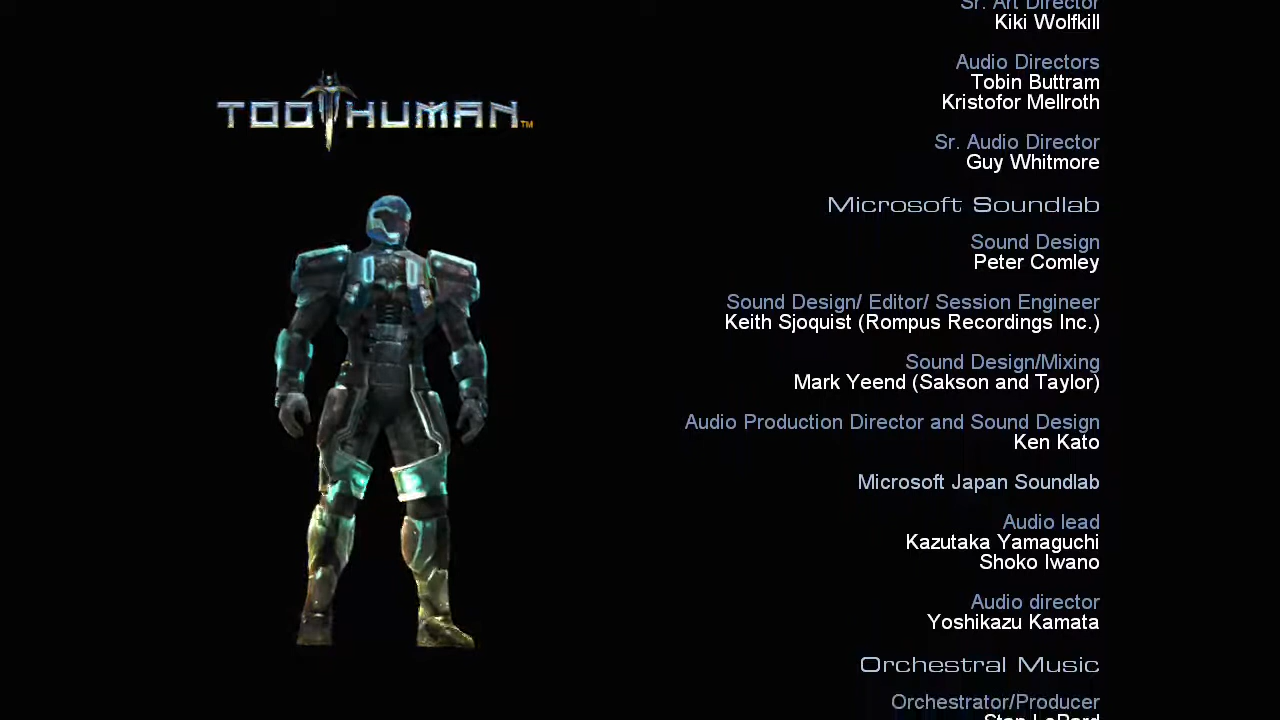 TOO HUMAN™
Sr. Art Director
Kiki Wolfkill
Audio Directors
Tobin Buttram
Kristofor Mellroth
Sr. Audio Director
Guy Whitmore
Microsoft Soundlab
Sound Design
Peter Comley
Sound Design/ Editor/ Session Engineer
Keith Sjoquist (Rompus Recordings Inc.)
Sound Design/Mixing
Mark Yeend (Sakson and Taylor)
Audio Production Director and Sound Design
Ken Kato
Microsoft Japan Soundlab
Audio lead
Kazutaka Yamaguchi
Shoko Iwano
Audio director
Yoshikazu Kamata
Orchestral Music
Orchestrator/Producer
Stan LePard